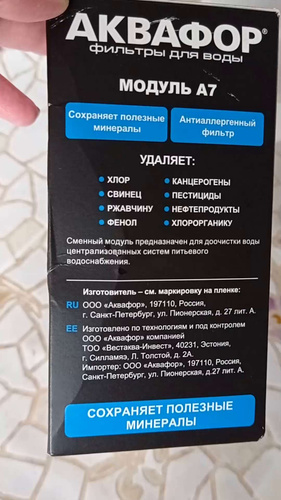 АКВАФОР®
ФИЛЬТРЫ ДЛЯ ВОДЫ
МОДУЛЬ А7
Сохраняет полезные
минералы
Антиаллергенный
фильтр
УДАЛЯЕТ:
ХЛОР
СВИНЕЦ
РЖАВЧИНУ
ФЕНОЛ
КАНЦЕРОГЕНЫ
ПЕСТИЦИДЫ
НЕФТЕПРОДУКТЫ
ХЛОРОРГАНИКУ
Сменный модуль предназначен для доочистки воды
централизованных систем питьевого
водоснабжения.
Изготовитель – см. маркировку на пленке:
RU ООО «Аквафор», 197110, Россия,
г. Санкт-Петербург, ул. Пионерская, д.27 лит. А.
EE Изготовлено по технологиям и под контролем
ООО «Аквафор» компанией
ТОО «Вествака-Инвест», 40231, Эстония,
г. Силламяэ, Л. Толстой, д. 2А.
Импортер: ООО «Аквафор», 197110, Россия,
Санкт-Петербург, ул. Пионерская, д.27 лит. А.
СОХРАНЯЕТ ПОЛЕЗНЫЕ
МИНЕРАЛЫ